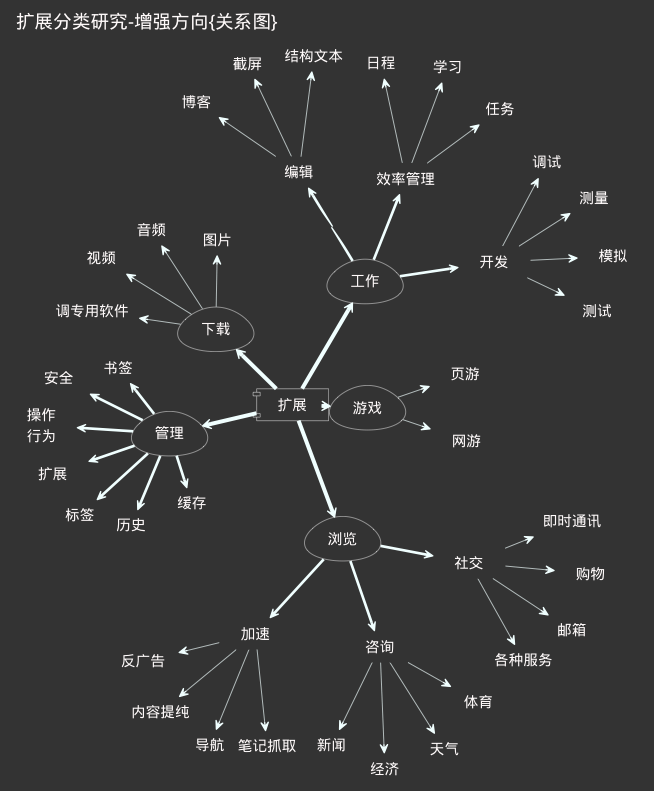 扩展分类研究-增强方向{关系图}
结构文本
截屏
日程
学习
博客
任务
编辑
效率管理
调试
测量
音频
图片
视频
开发
模拟
工作
调专用软件
下载
测试
书签
安全
页游
扩展
游戏
操作
行为
管理
网游
扩展
标签
历史
缓存
即时通讯
浏览
社交
购物
加速
咨询
邮箱
反广告
各种服务
内容提纯
体育
导航
笔记抓取
新闻
天气
经济